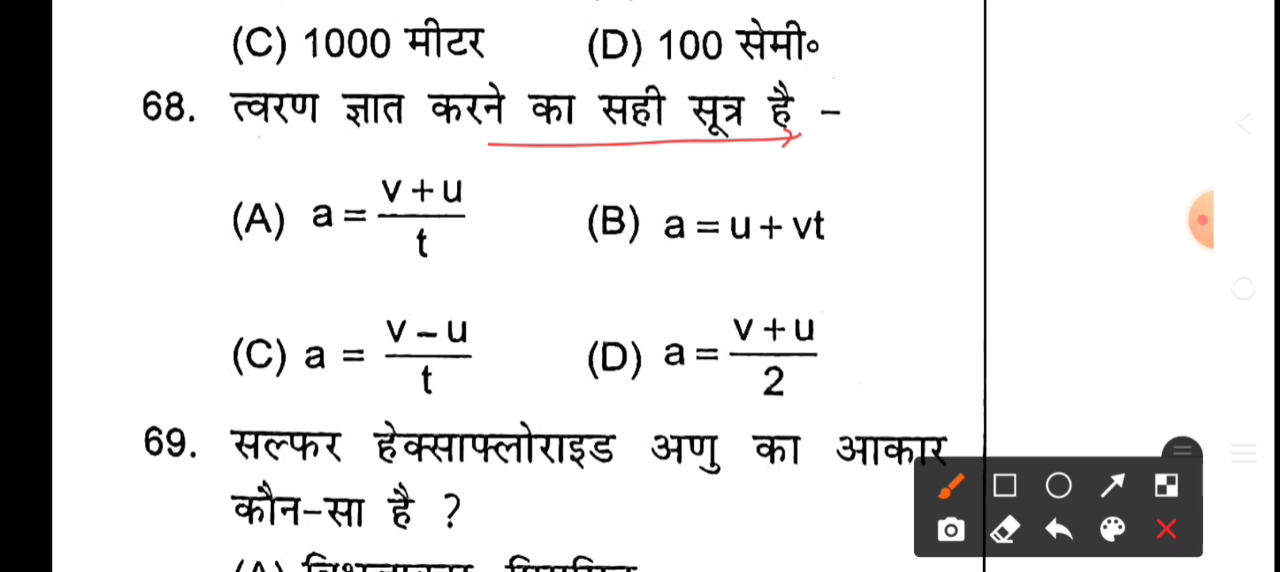 (C) 1000 मीटर (D) 100 सेमी॰
68. त्वरण ज्ञात करने का सही सूत्र है –
(A) a = v + u / t (B) a = u + vt
(C) a = v – u / t (D) a = v + u / 2
69. सल्फर हेक्साफ्लोराइड अणु का आकार
कौन-सा है ?
(A)